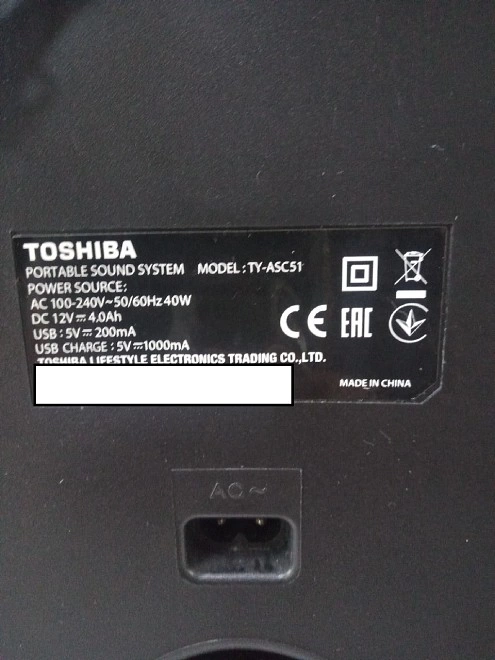 TOSHIBA
PORTABLE SOUND SYSTEM MODEL: TY-ASC51
POWER SOURCE:
AC 100-240V~50/60Hz 40W
DC 12V⎓4.0Ah
USB: 5V⎓200mA
USB CHARGE: 5V⎓1000mA
TOSHIBA LIFESTYLE ELECTRONICS TRADING CO.,LTD.
CE EAC
MADE IN CHINA
AC~